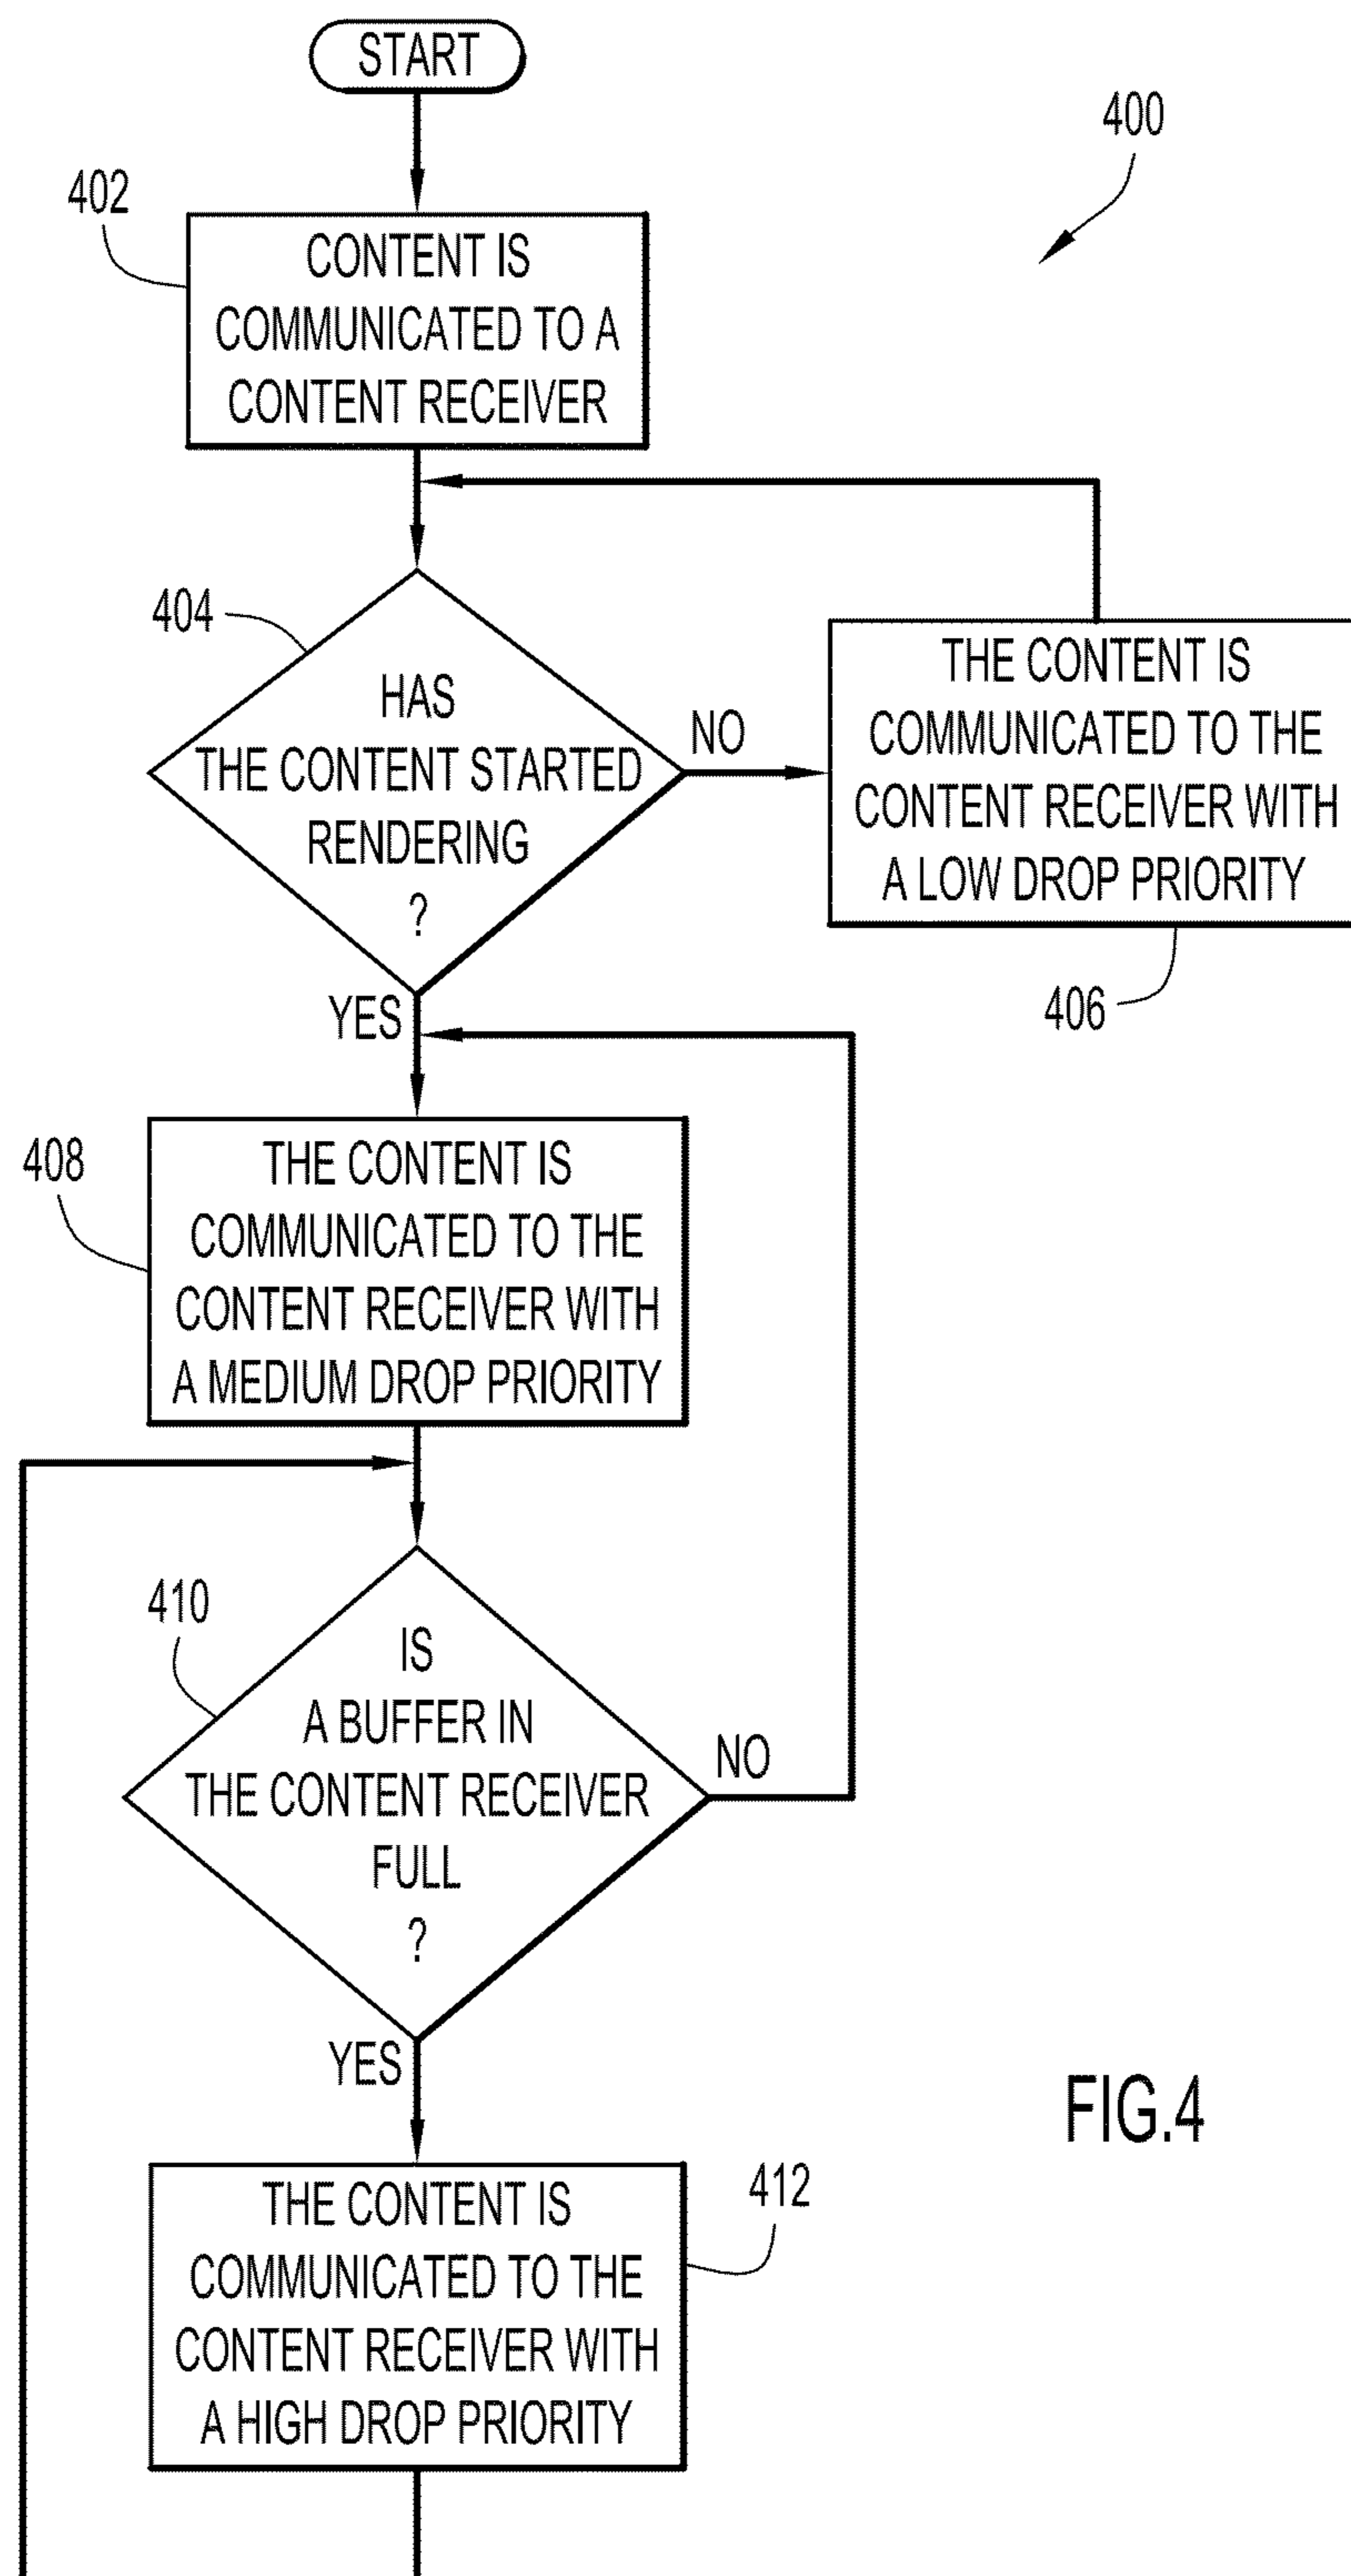 START
400
402
CONTENT IS
COMMUNICATED TO A
CONTENT RECEIVER
404
HAS
THE CONTENT STARTED
RENDERING
?
NO
THE CONTENT IS
COMMUNICATED TO THE
CONTENT RECEIVER WITH
A LOW DROP PRIORITY
406
YES
408
THE CONTENT IS
COMMUNICATED TO THE
CONTENT RECEIVER WITH
A MEDIUM DROP PRIORITY
410
IS
A BUFFER IN
THE CONTENT RECEIVER
FULL
?
NO
YES
412
THE CONTENT IS
COMMUNICATED TO THE
CONTENT RECEIVER WITH
A HIGH DROP PRIORITY
FIG.4